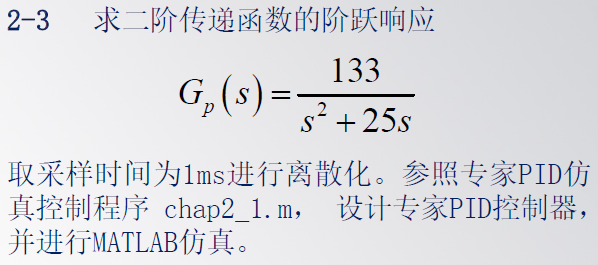 2-3 求二阶传递函数的阶跃响应
G_p(s) = \frac{133}{s^2 + 25s}
取采样时间为1ms进行离散化。参照专家PID仿
真控制程序 chap2_1.m， 设计专家PID控制器，
并进行MATLAB仿真。